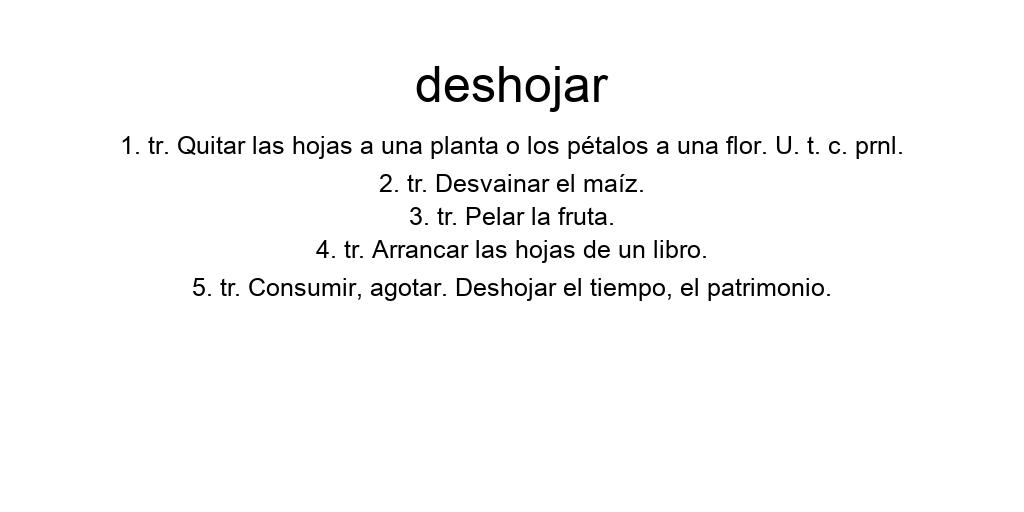 deshojar
1. tr. Quitar las hojas a una planta o los pétalos a una flor. U. t. c. prnl.
2. tr. Desvainar el maíz.
3. tr. Pelar la fruta.
4. tr. Arrancar las hojas de un libro.
5. tr. Consumir, agotar. Deshojar el tiempo, el patrimonio.